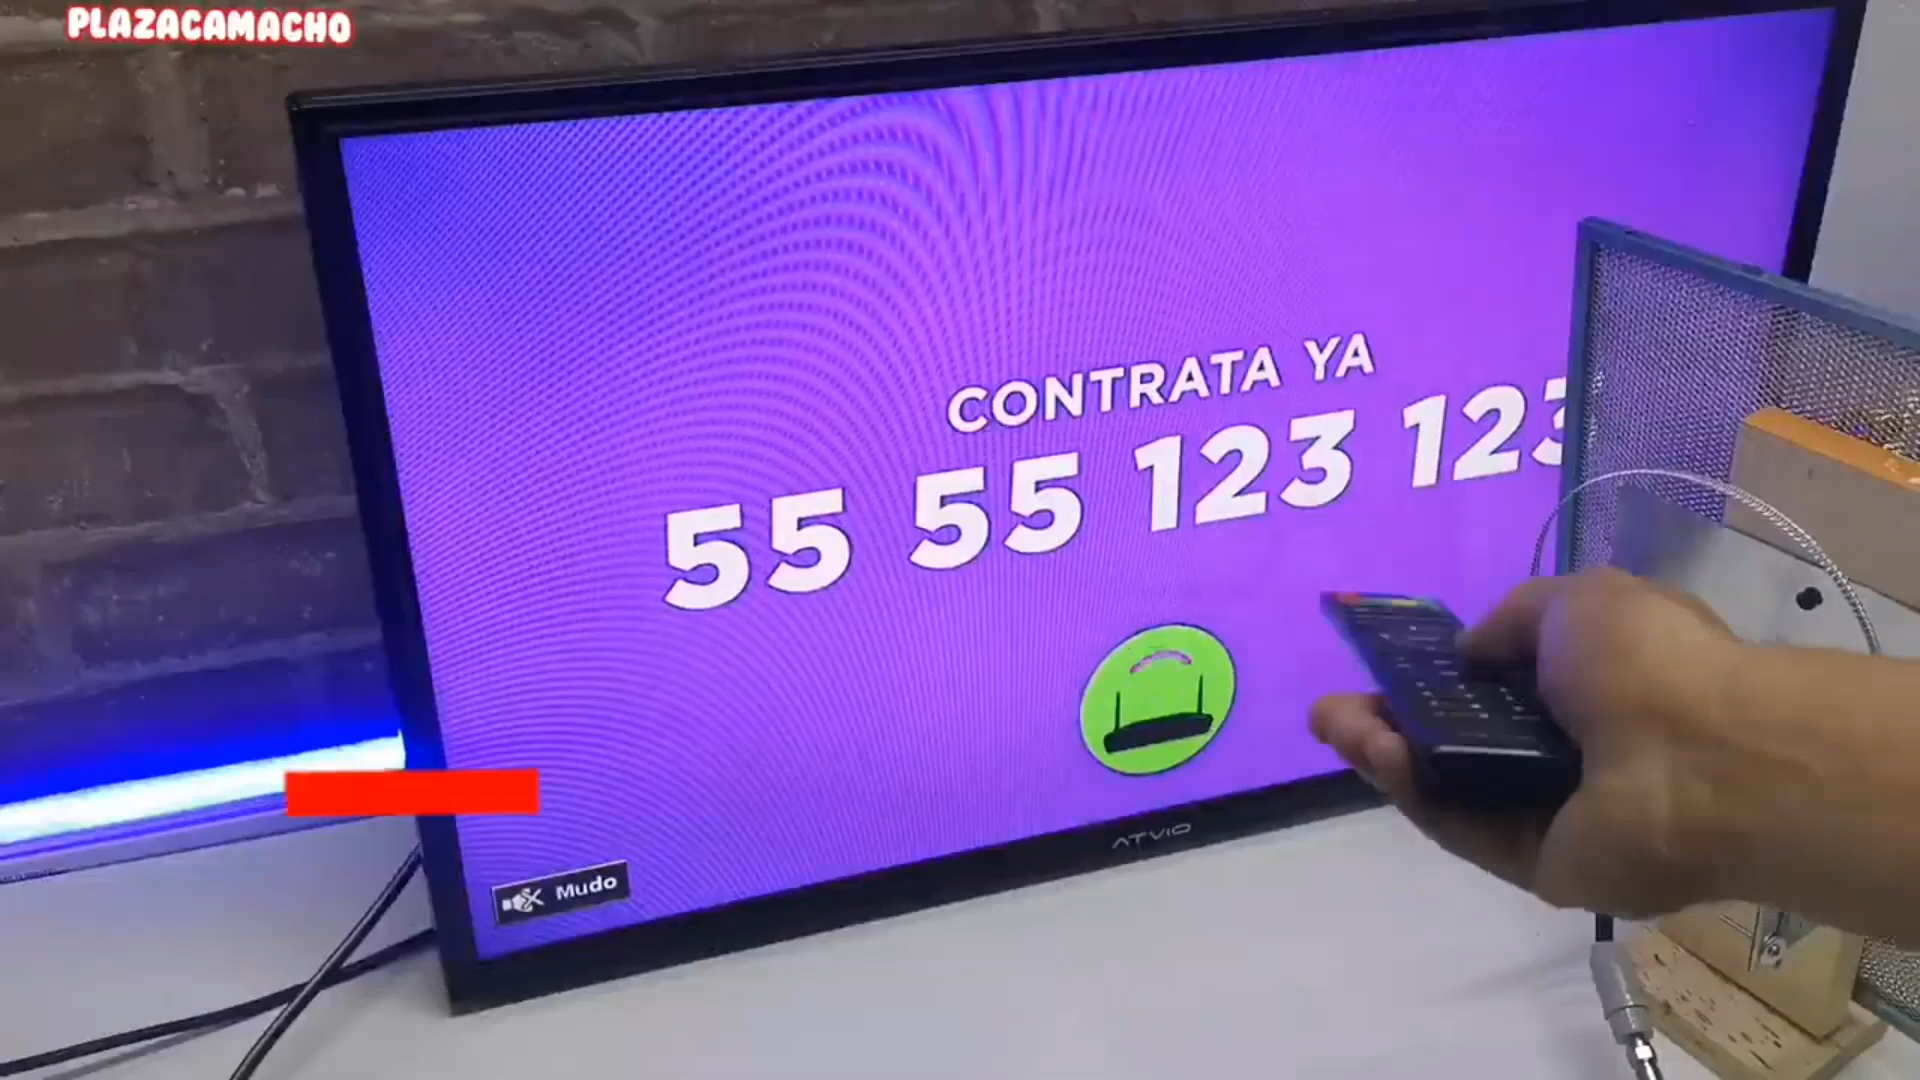 PLAZACAMACHO
CONTRATA YA
55 55 123 123
ATVIO
Mudo